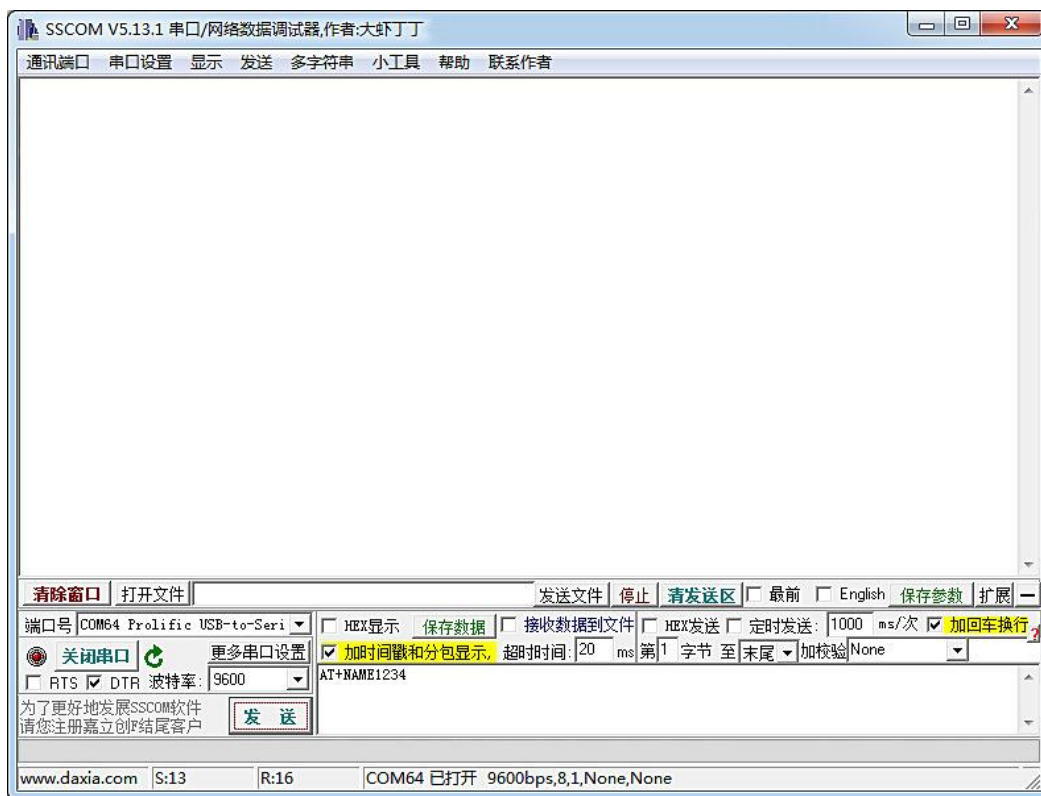 SSCOM V5.13.1 串口/网络数据调试器,作者:大虾丁丁
通讯端口 串口设置 显示 发送 多字符串 小工具 帮助 联系作者
清除窗口 打开文件 发送文件 停止 清发送区 最前 English 保存参数 扩展 —
端口号 COM64 Prolific USB-to-Seri HEX显示 保存数据 接收数据到文件 HEX发送 定时发送: 1000 ms/次 加回车换行 ?
关闭串口 更多串口设置 加时间戳和分包显示, 超时时间: 20 ms 第 1 字节 至 末尾 加校验 None
RTS DTR 波特率: 9600 AT+NAME1234
为了更好地发展SSCOM软件
请您注册嘉立创F结尾客户 发 送
www.daxia.com S:13 R:16 COM64 已打开 9600bps,8,1,None,None